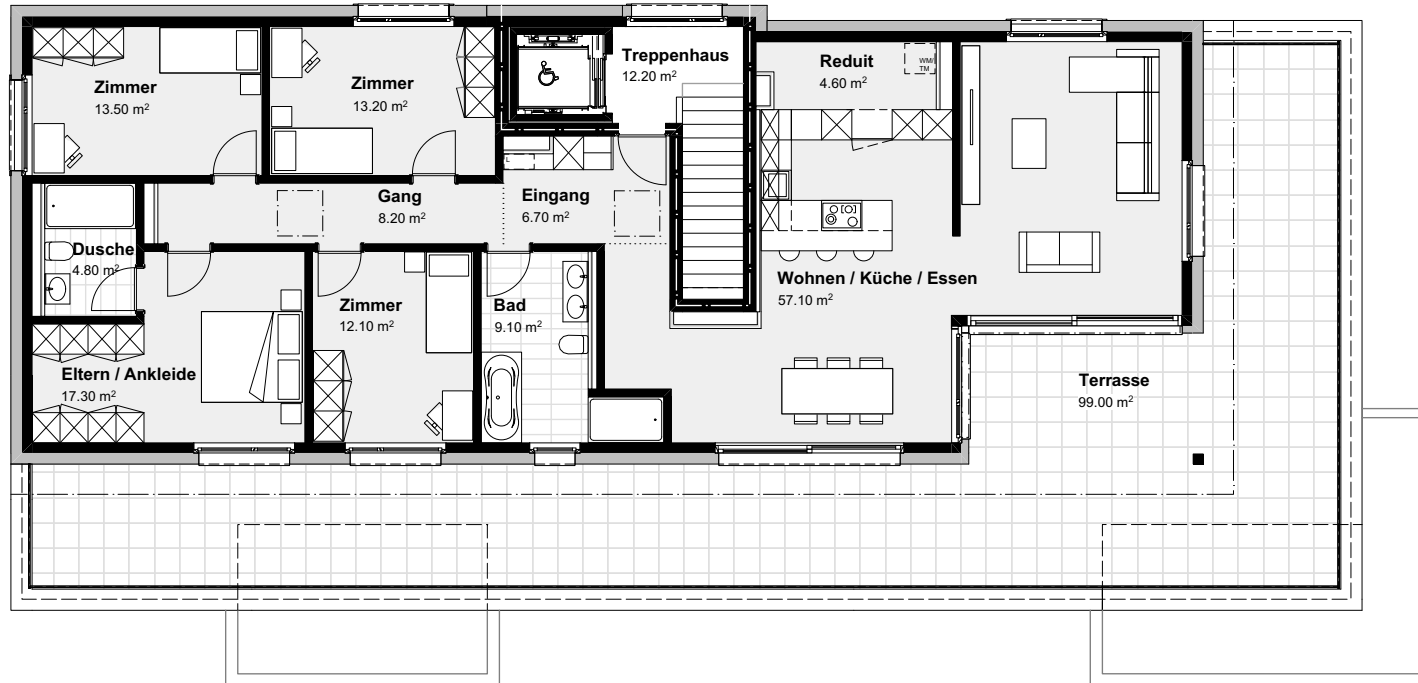 Zimmer
13.50 m²
Zimmer
13.20 m²
Treppenhaus
12.20 m²
Reduit
4.60 m²
WM/
TM
L
Gang
8.20 m²
Eingang
6.70 m²
Dusche
4.80 m²
Wohnen / Küche / Essen
57.10 m²
Zimmer
12.10 m²
Bad
9.10 m²
Eltern / Ankleide
17.30 m²
Terrasse
99.00 m²